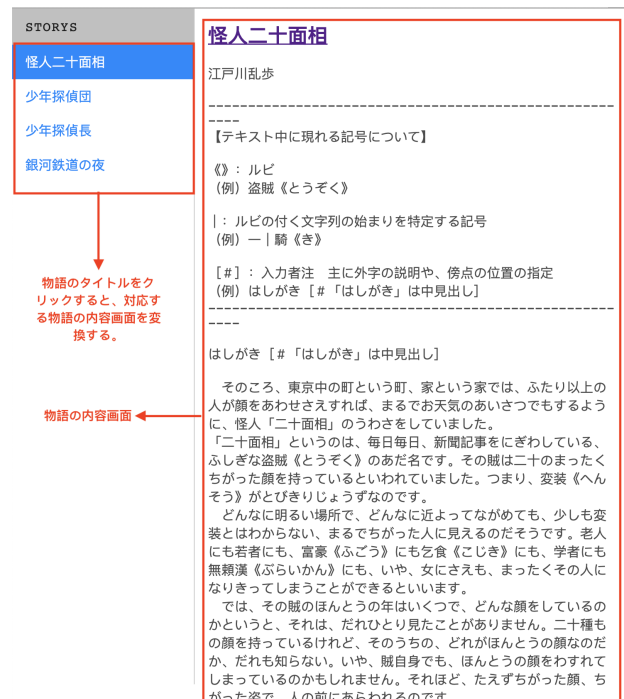 STORYS
怪人二十面相
少年探偵団
少年探偵長
銀河鉄道の夜
物語のタイトルをク
リックすると、対応す
る物語の内容画面を変
換する。
物語の内容画面
怪人二十面相
江戸川乱歩
-------------------------------------------------------
【テキスト中に現れる記号について】
《》：ルビ
（例）盗賊《とうぞく》
｜：ルビの付く文字列の始まりを特定する記号
（例）一｜騎《き》
［＃］：入力者注　主に外字の説明や、傍点の位置の指定
（例）はしがき［＃「はしがき」は中見出し］
-------------------------------------------------------
はしがき［＃「はしがき」は中見出し］
　そのころ、東京中の町という町、家という家では、ふたり以上の
人が顔をあわせさえすれば、まるでお天気のあいさつでもするよう
に、怪人「二十面相」のうわさをしていました。
「二十面相」というのは、毎日毎日、新聞記事をにぎわしている、
ふしぎな盗賊《とうぞく》のあだ名です。その賊は二十のまったく
ちがった顔を持っているといわれていました。つまり、変装《へん
そう》がとびきりじょうずなのです。
　どんなに明るい場所で、どんなに近よってながめても、少しも変
装とはわからない、まるでちがった人に見えるのだそうです。老人
にも若者にも、富豪《ふごう》にも乞食《こじき》にも、学者にも
無頼漢《ぶらいかん》にも、いや、女にさえも、まったくその人に
なりきってしまうことができるといいます。
　では、その賊のほんとうの年はいくつで、どんな顔をしているの
かというと、それは、だれひとり見たことがありません。二十種も
の顔を持っているけれど、そのうちの、どれがほんとうの顔なのだ
か、だれも知らない。いや、賊自身でも、ほんとうの顔をわすれて
しまっているのかもしれません。それほど、たえずちがった顔、ち
がった姿で、人の前にあらわれるのです。